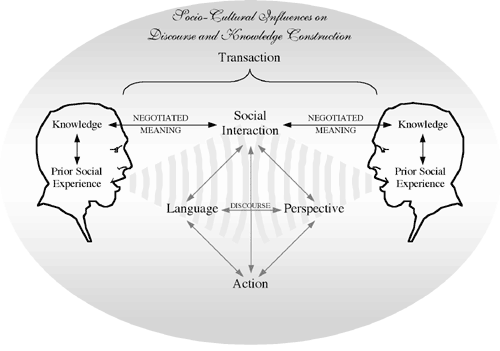 Socio-Cultural Influences on
Discourse and Knowledge Construction
Transaction
Knowledge
NEGOTIATED
MEANING
Social
Interaction
NEGOTIATED
MEANING
Knowledge
Prior Social
Experience
Prior Social
Experience
Language
DISCOURSE
Perspective
Action